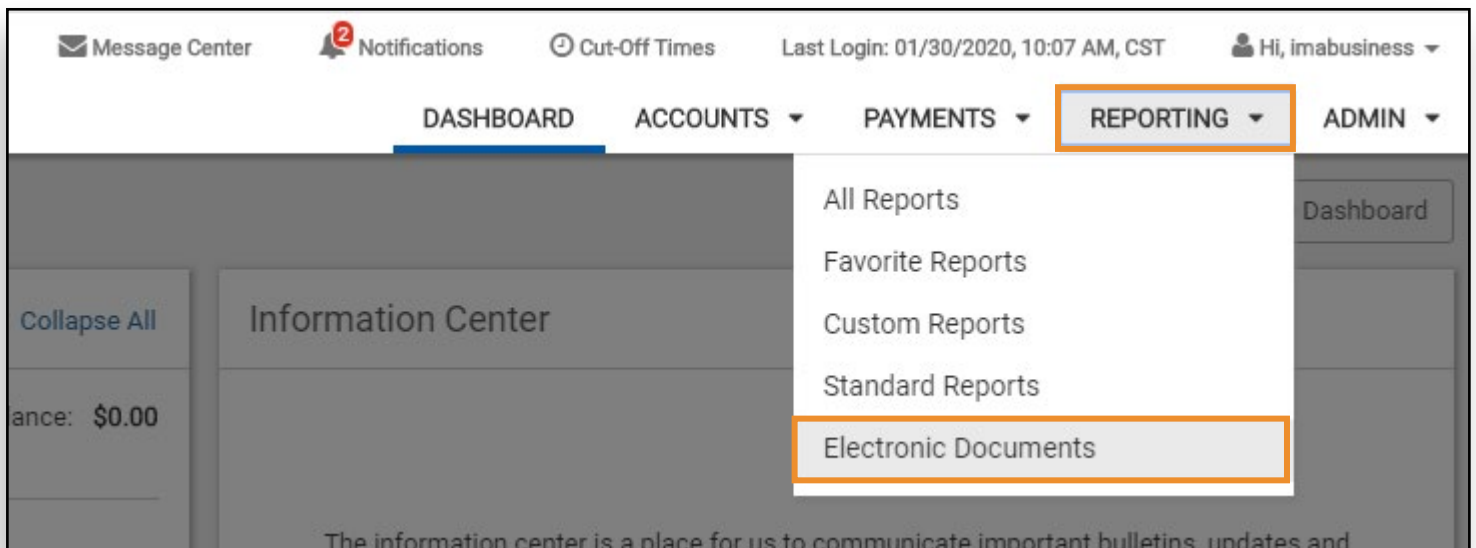 Message Center 2 Notifications Cut-Off Times Last Login: 01/30/2020, 10:07 AM, CST Hi, imabusiness
DASHBOARD ACCOUNTS PAYMENTS REPORTING ADMIN
All Reports
Dashboard
Favorite Reports
Collapse All
Information Center
Custom Reports
Standard Reports
ance: $0.00
Electronic Documents
The information center is a place for us to communicate important bulletins, updates and